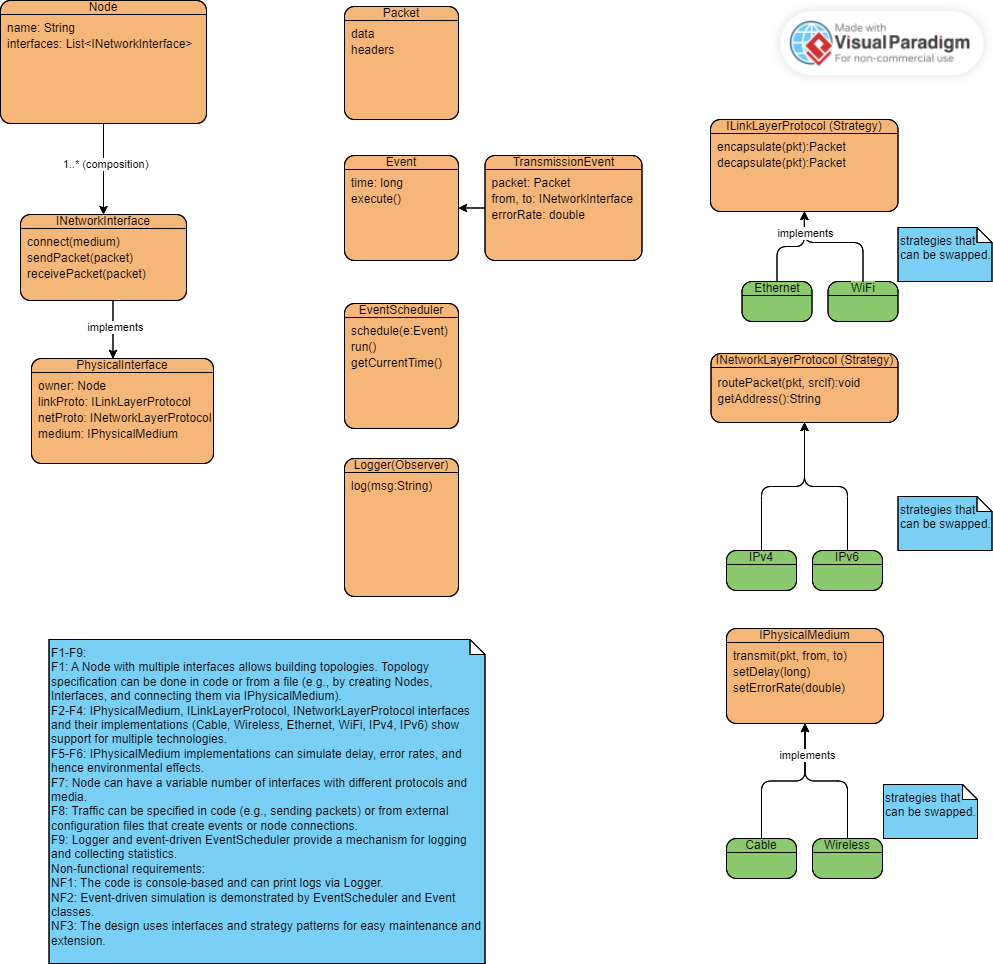 Node
name: String
interfaces: List<INetworkInterface>
1..* (composition)
INetworkInterface
connect(medium)
sendPacket(packet)
receivePacket(packet)
implements
PhysicalInterface
owner: Node
linkProto: ILinkLayerProtocol
netProto: INetworkLayerProtocol
medium: IPhysicalMedium
Packet
data
headers
Event
time: long
execute()
TransmissionEvent
packet: Packet
from, to: INetworkInterface
errorRate: double
EventScheduler
schedule(e:Event)
run()
getCurrentTime()
Logger(Observer)
log(msg:String)
Made with
Visual Paradigm
For non-commercial use
ILinkLayerProtocol (Strategy)
encapsulate(pkt):Packet
decapsulate(pkt):Packet
implements
strategies that
can be swapped.
Ethernet
WiFi
INetworkLayerProtocol (Strategy)
routePacket(pkt, srcIf):void
getAddress():String
strategies that
can be swapped.
IPv4
IPv6
IPhysicalMedium
transmit(pkt, from, to)
setDelay(long)
setErrorRate(double)
implements
strategies that
can be swapped.
Cable
Wireless
F1-F9:
F1: A Node with multiple interfaces allows building topologies. Topology
specification can be done in code or from a file (e.g., by creating Nodes,
Interfaces, and connecting them via IPhysicalMedium).
F2-F4: IPhysicalMedium, ILinkLayerProtocol, INetworkLayerProtocol interfaces
and their implementations (Cable, Wireless, Ethernet, WiFi, IPv4, IPv6) show
support for multiple technologies.
F5-F6: IPhysicalMedium implementations can simulate delay, error rates, and
hence environmental effects.
F7: Node can have a variable number of interfaces with different protocols and
media.
F8: Traffic can be specified in code (e.g., sending packets) or from external
configuration files that create events or node connections.
F9: Logger and event-driven EventScheduler provide a mechanism for logging
and collecting statistics.
Non-functional requirements:
NF1: The code is console-based and can print logs via Logger.
NF2: Event-driven simulation is demonstrated by EventScheduler and Event
classes.
NF3: The design uses interfaces and strategy patterns for easy maintenance and
extension.